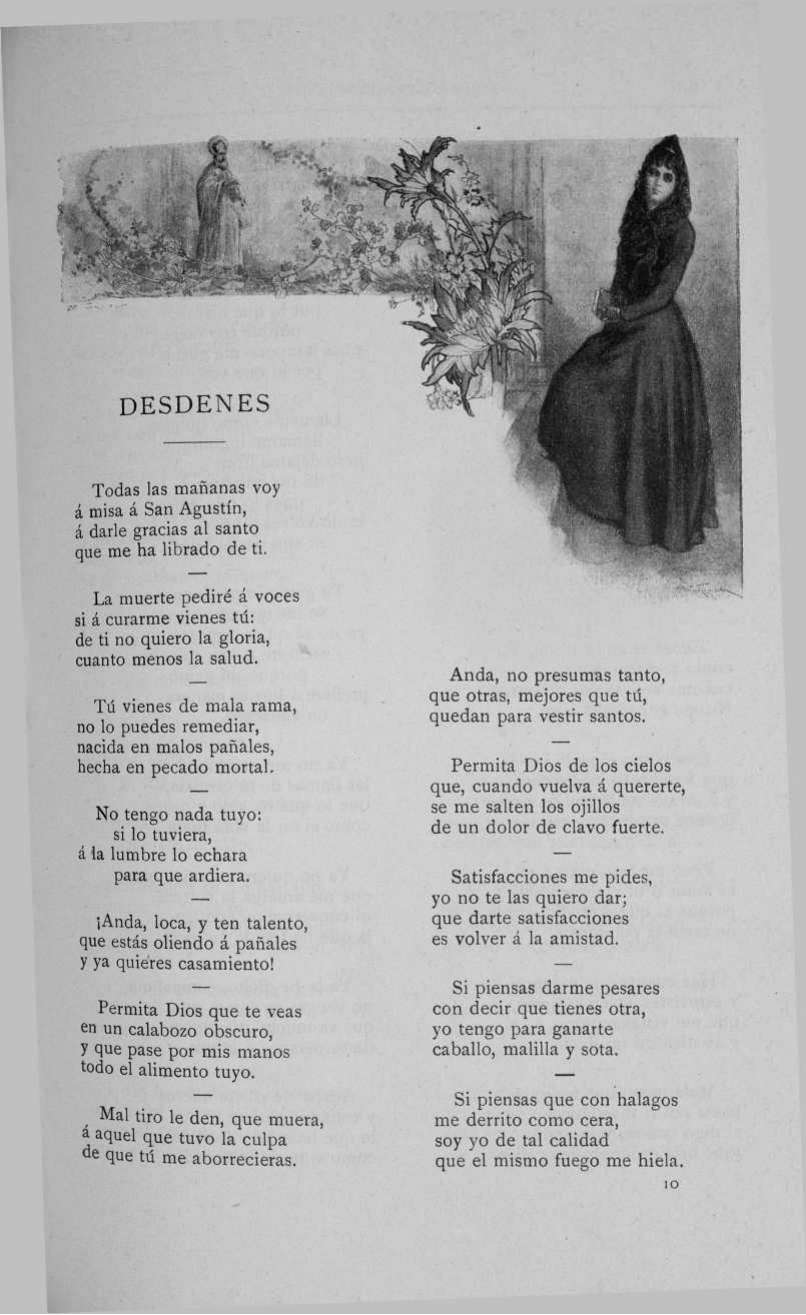 DESDENES
Todas las mañanas voy
á misa á San Agustín,
á darle gracias al santo
que me ha librado de ti.
La muerte pediré á voces
si á curarme vienes tú:
de ti no quiero la gloria,
cuanto menos la salud.
Tú vienes de mala rama,
no lo puedes remediar,
nacida en malos pañales,
hecha en pecado mortal.
No tengo nada tuyo:
si lo tuviera,
á la lumbre lo echara
para que ardiera.
¡Anda, loca, y ten talento,
que estás oliendo á pañales
y ya quieres casamiento!
Permita Dios que te veas
en un calabozo obscuro,
y que pase por mis manos
todo el alimento tuyo.
Mal tiro le den, que muera,
á aquel que tuvo la culpa
de que tú me aborrecieras.
Anda, no presumas tanto,
que otras, mejores que tú,
quedan para vestir santos.
Permita Dios de los cielos
que, cuando vuelva á quererte,
se me salten los ojillos
de un dolor de clavo fuerte.
Satisfacciones me pides,
yo no te las quiero dar;
que darte satisfacciones
es volver á la amistad.
Si piensas darme pesares
con decir que tienes otra,
yo tengo para ganarte
caballo, malilla y sota.
Si piensas que con halagos
me derrito como cera,
soy yo de tal calidad
que el mismo fuego me hiela.
10